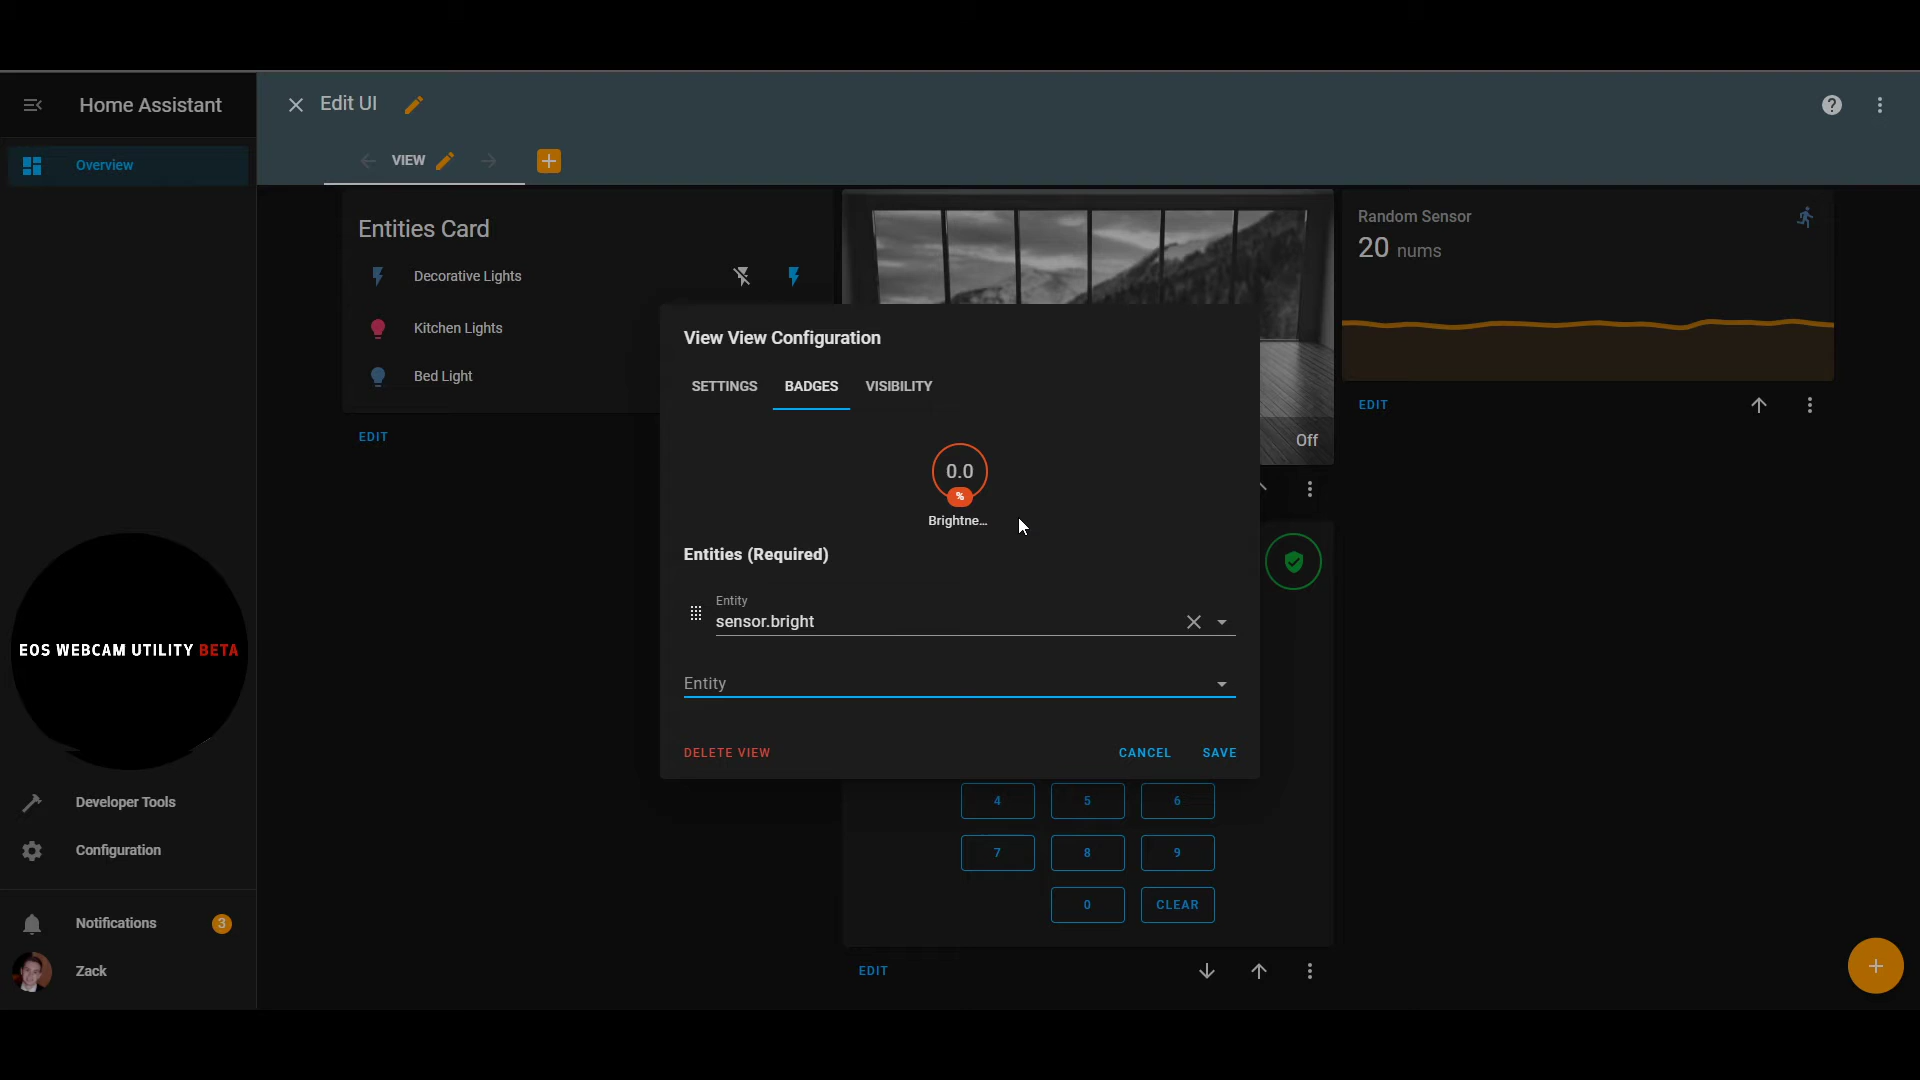 Home Assistant
Edit UI
Overview
VIEW
Entities Card
Decorative Lights
Kitchen Lights
Bed Light
EDIT
Random Sensor
20 nums
EDIT
Off
View View Configuration
SETTINGS
BADGES
VISIBILITY
0.0
%
Brightne...
Entities (Required)
Entity
sensor.bright
Entity
DELETE VIEW
CANCEL
SAVE
EOS WEBCAM UTILITY BETA
4
5
6
7
8
9
0
CLEAR
EDIT
Developer Tools
Configuration
Notifications
3
Zack